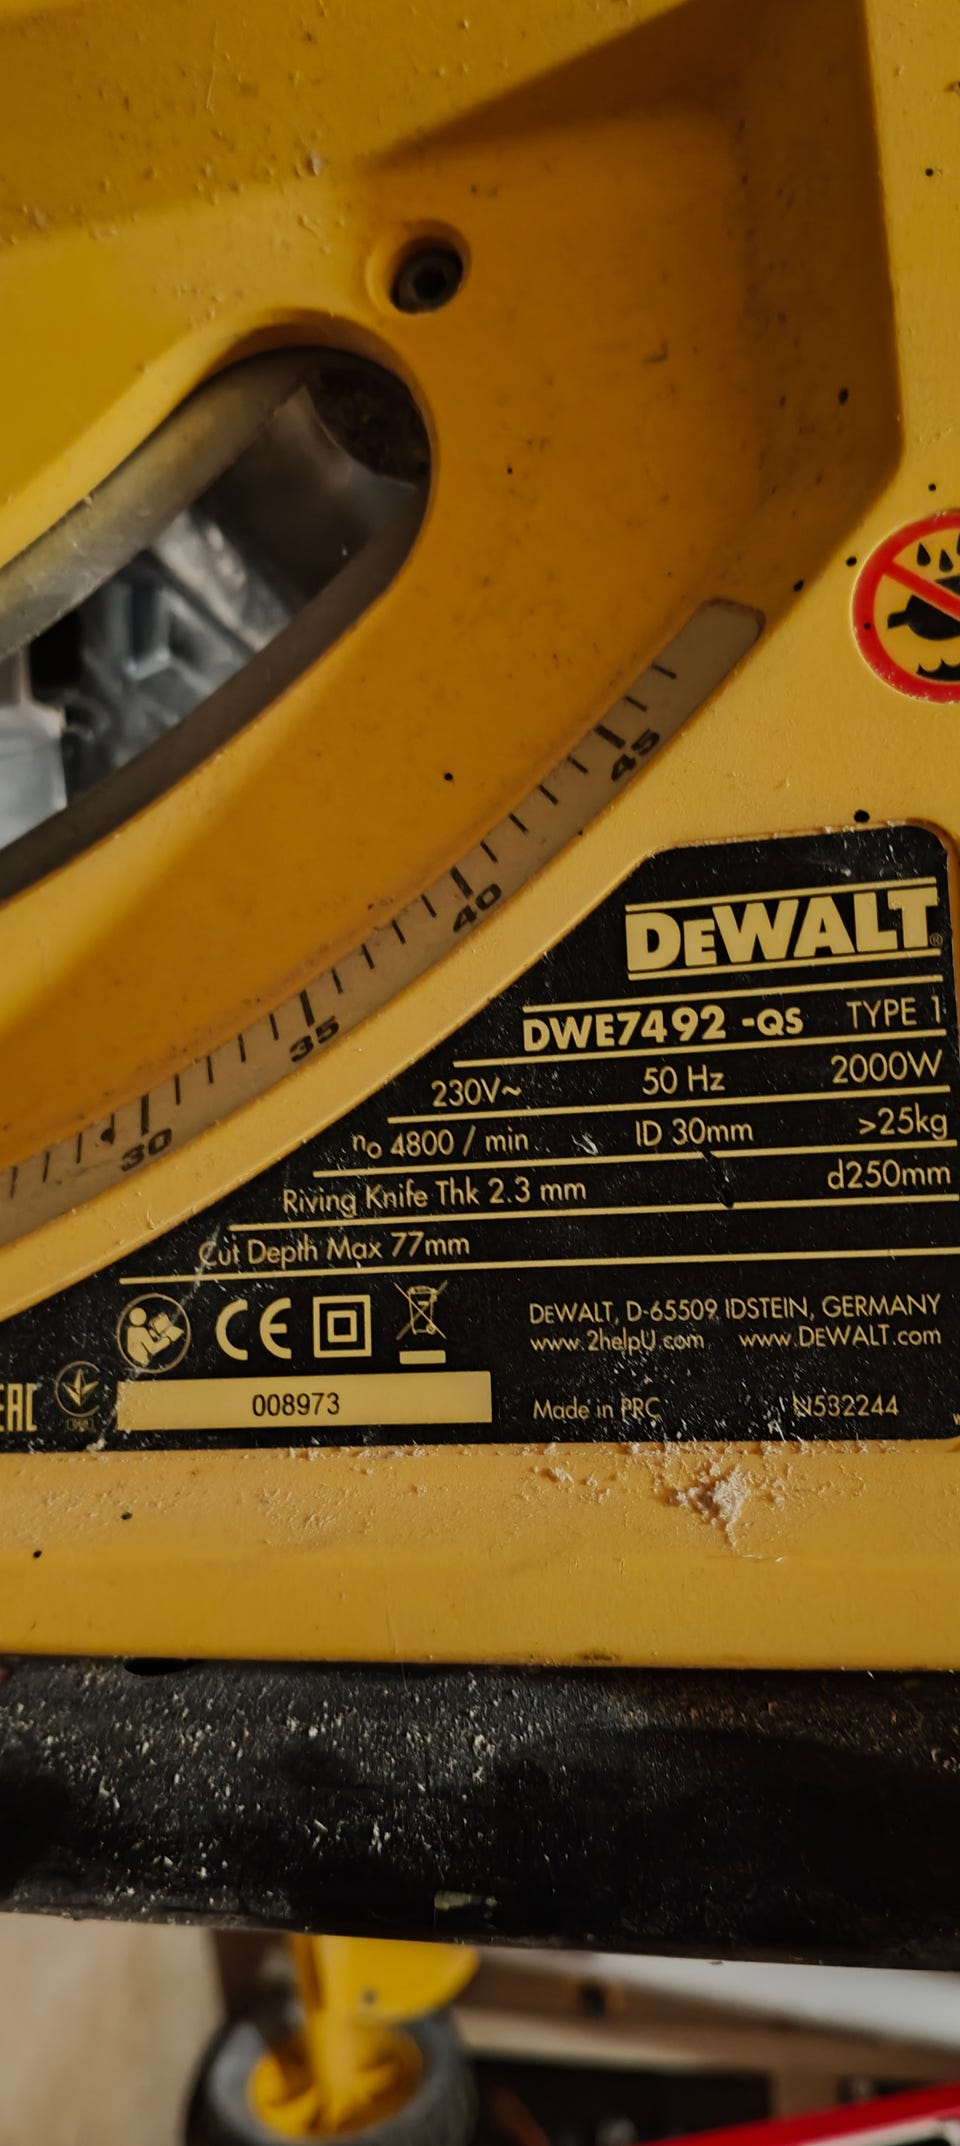 45
40
35
30
DEWALT®
DWE7492 -QS TYPE 1
230V~ 50 Hz 2000W
no 4800 / min ID 30mm >25kg
Riving Knife Thk 2.3 mm d250mm
Cut Depth Max 77mm
CE
DEWALT, D-65509 IDSTEIN, GERMANY
www.2helpU.com www.DEWALT.com
EAC
008973
Made in PRC N532244